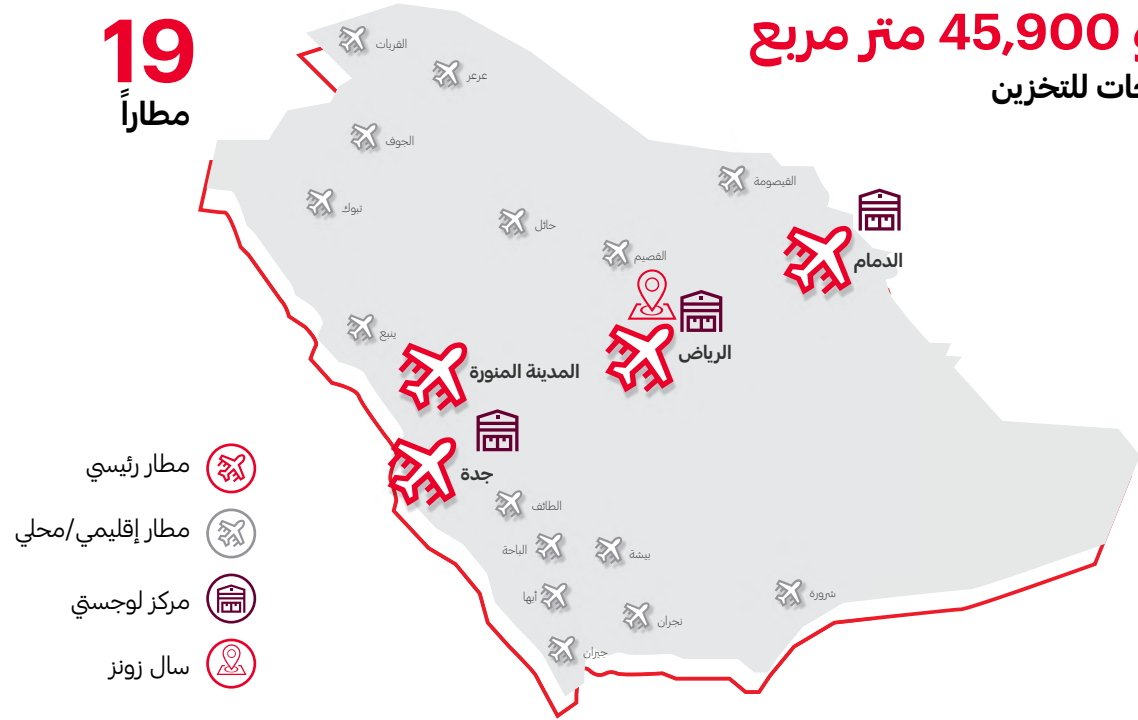 19
مطاراً
45,900 متر مربع
للتخزين
القريات
عرعر
الجوف
تبوك
حائل
القيصومة
القصيم
الدمام
الرياض
ينبع
المدينة المنورة
جدة
الطائف
الباحة
بيشة
أبها
نجران
شرورة
جيزان
مطار رئيسي
مطار إقليمي/محلي
مركز لوجستي
سال زونز